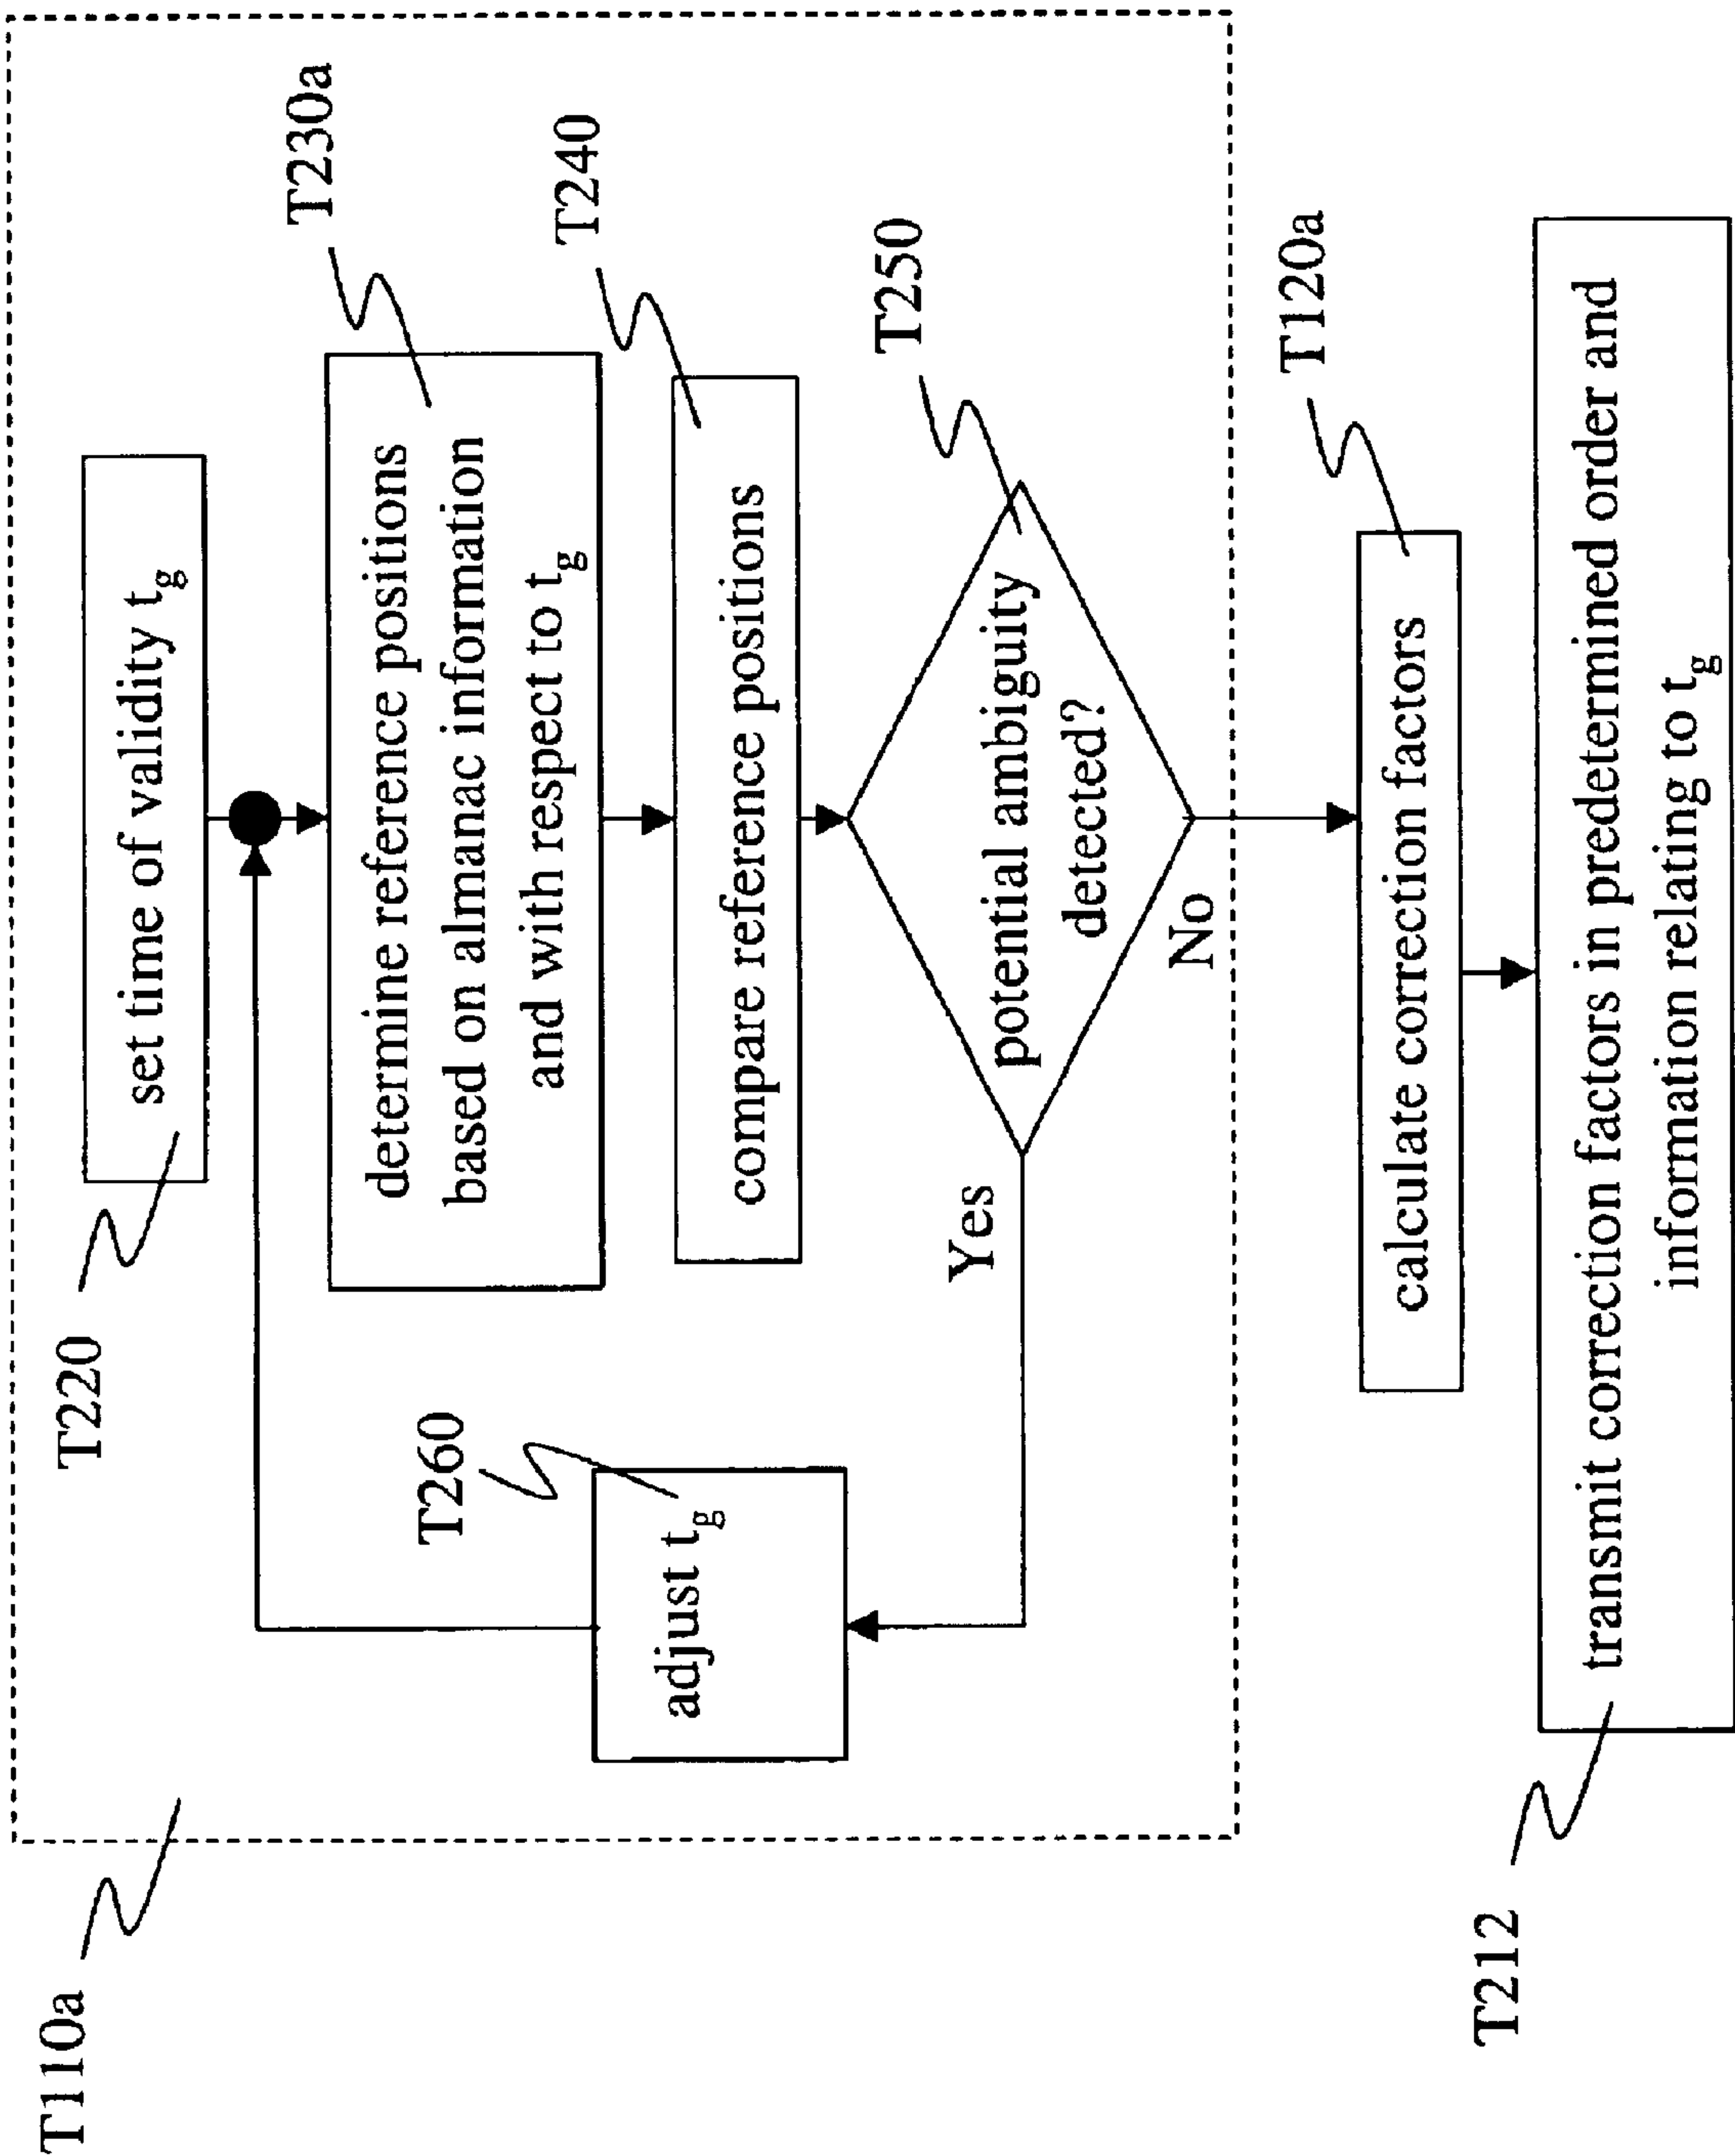 T110a
T220
set time of validity t_g
T230a
determine reference positions
based on almanac information
and with respect to t_g
T240
compare reference positions
T250
potential ambiguity
detected?
Yes
No
T260
adjust t_g
T120a
calculate correction factors
T212
transmit correction factors in predetermined order and
information relating to t_g